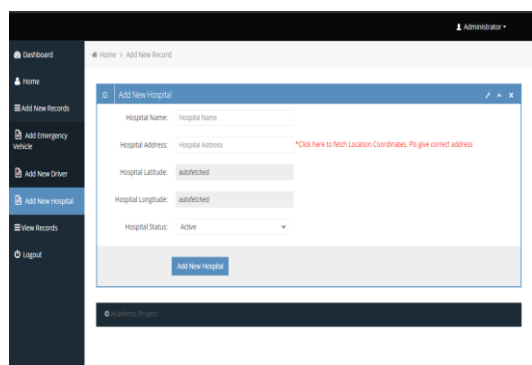 Administrator
Dashboard
Home
Add New Records
Add Emergency
Vehicle
Add New Driver
Add New Hospital
View Records
Logout
Home > Add New Record
Add New Hospital
Hospital Name: Hospital Name
Hospital Address: Hospital Address *Click here to fetch Location Coordinates. Pls give correct address
Hospital Latitude: autofetched
Hospital Longitude: autofetched
Hospital Status: Active
Add New Hospital
Academic Project